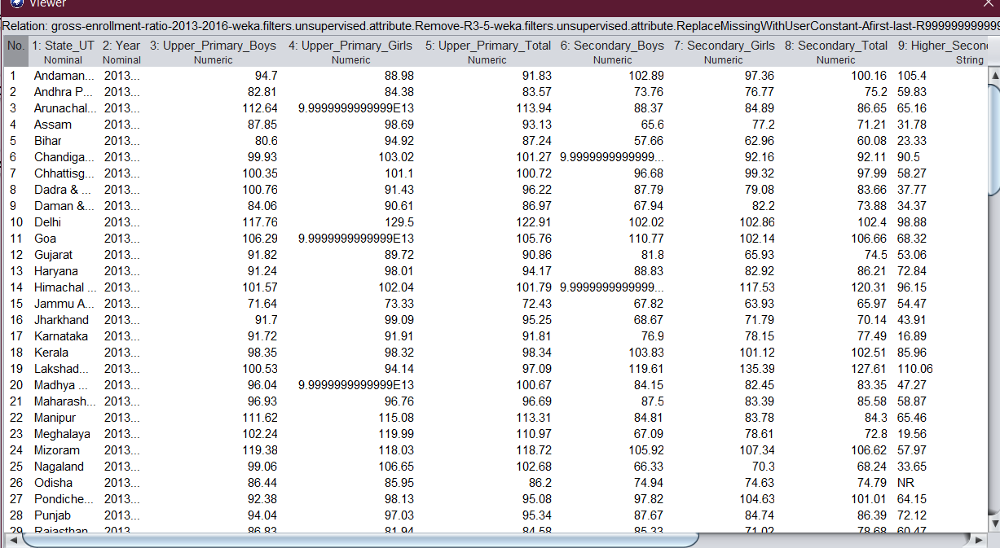 Viewer
Relation: gross-enrollment-ratio-2013-2016-weka.filters.unsupervised.attribute.Remove-R3-5-weka.filters.unsupervised.attribute.ReplaceMissingWithUserConstant-Afirst-last-R9999999999999
No. 1: State_UT 2: Year 3: Upper_Primary_Boys 4: Upper_Primary_Girls 5: Upper_Primary_Total 6: Secondary_Boys 7: Secondary_Girls 8: Secondary_Total 9: Higher_Secon
Nominal Nominal Numeric Numeric Numeric Numeric Numeric Numeric String
1 Andaman... 2013... 94.7 88.98 91.83 102.89 97.36 100.16 105.4
2 Andhra P... 2013... 82.81 84.38 83.57 73.76 76.77 75.2 59.83
3 Arunachal... 2013... 112.64 9.9999999999999E13 113.94 88.37 84.89 86.65 65.16
4 Assam 2013... 87.85 98.69 93.13 65.6 77.2 71.21 31.78
5 Bihar 2013... 80.6 94.92 87.24 57.66 62.96 60.08 23.33
6 Chandiga... 2013... 99.93 103.02 101.27 9.9999999999999... 92.16 92.11 90.5
7 Chhattisg... 2013... 100.35 101.1 100.72 96.68 99.32 97.99 58.27
8 Dadra & ... 2013... 100.76 91.43 96.22 87.79 79.08 83.66 37.77
9 Daman &... 2013... 84.06 90.61 86.97 67.94 82.2 73.88 34.37
10 Delhi 2013... 117.76 129.5 122.91 102.02 102.86 102.4 98.88
11 Goa 2013... 106.29 9.9999999999999E13 105.76 110.77 102.14 106.66 68.32
12 Gujarat 2013... 91.82 89.72 90.86 81.8 65.93 74.5 53.06
13 Haryana 2013... 91.24 98.01 94.17 88.83 82.92 86.21 72.84
14 Himachal ... 2013... 101.57 102.04 101.79 9.9999999999999... 117.53 120.31 96.15
15 Jammu A... 2013... 71.64 73.33 72.43 67.82 63.93 65.97 54.47
16 Jharkhand 2013... 91.7 99.09 95.25 68.67 71.79 70.14 43.91
17 Karnataka 2013... 91.72 91.91 91.81 76.9 78.15 77.49 16.89
18 Kerala 2013... 98.35 98.32 98.34 103.83 101.12 102.51 85.96
19 Lakshad... 2013... 100.53 94.14 97.09 119.61 135.39 127.61 110.06
20 Madhya ... 2013... 96.04 9.9999999999999E13 100.67 84.15 82.45 83.35 47.27
21 Maharash... 2013... 96.93 96.76 96.69 87.5 83.39 85.58 58.87
22 Manipur 2013... 111.62 115.08 113.31 84.81 83.78 84.3 65.46
23 Meghalaya 2013... 102.24 119.99 110.97 67.09 78.61 72.8 19.56
24 Mizoram 2013... 119.38 118.03 118.72 105.92 107.34 106.62 57.97
25 Nagaland 2013... 99.06 106.65 102.68 66.33 70.3 68.24 33.65
26 Odisha 2013... 86.44 85.95 86.2 74.94 74.63 74.79 NR
27 Pondiche... 2013... 92.38 98.13 95.08 97.82 104.63 101.01 64.15
28 Punjab 2013... 94.04 97.03 95.34 87.67 84.74 86.39 72.12
29 Rajasthan 2013... 86.83 81.94 84.58 85.33 71.02 78.68 60.47